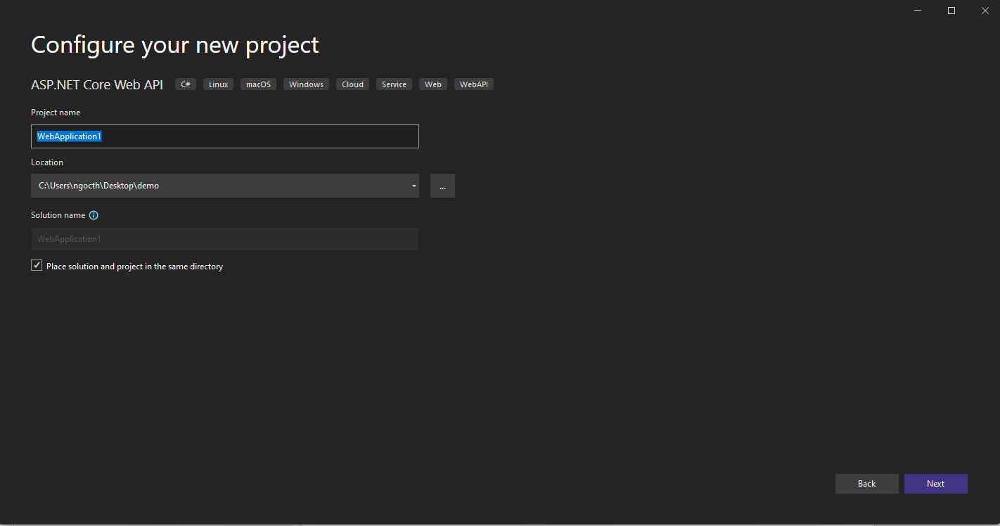 Configure your new project
ASP.NET Core Web API C# Linux macOS Windows Cloud Service Web WebAPI
Project name
WebApplication1
Location
C:\Users\ngocth\Desktop\demo
...
Solution name
WebApplication1
Place solution and project in the same directory
Back Next